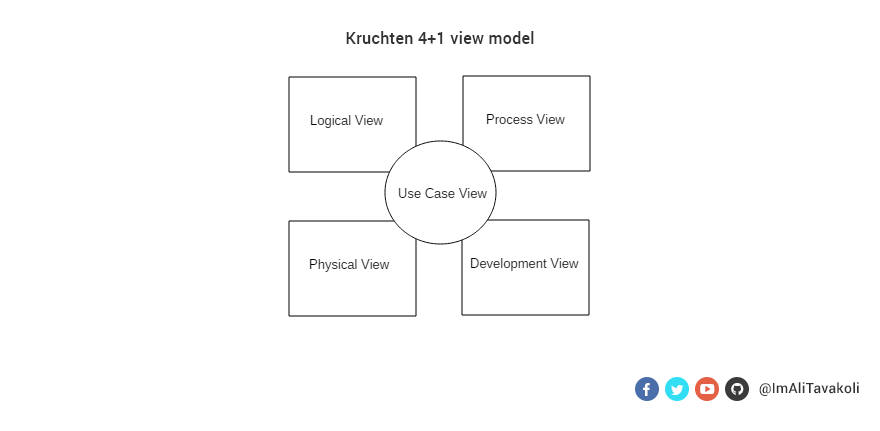 Kruchten 4+1 view model
Logical View
Process View
Use Case View
Physical View
Development View
@ImAliTavakoli